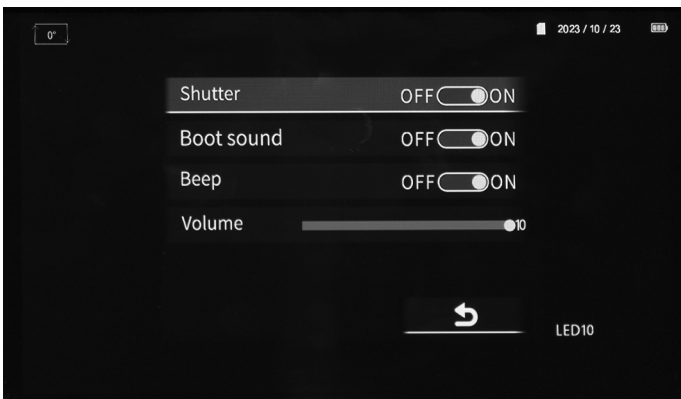 0°
2023 / 10 / 23
Shutter OFF ON
Boot sound OFF ON
Beep OFF ON
Volume 10
LED10